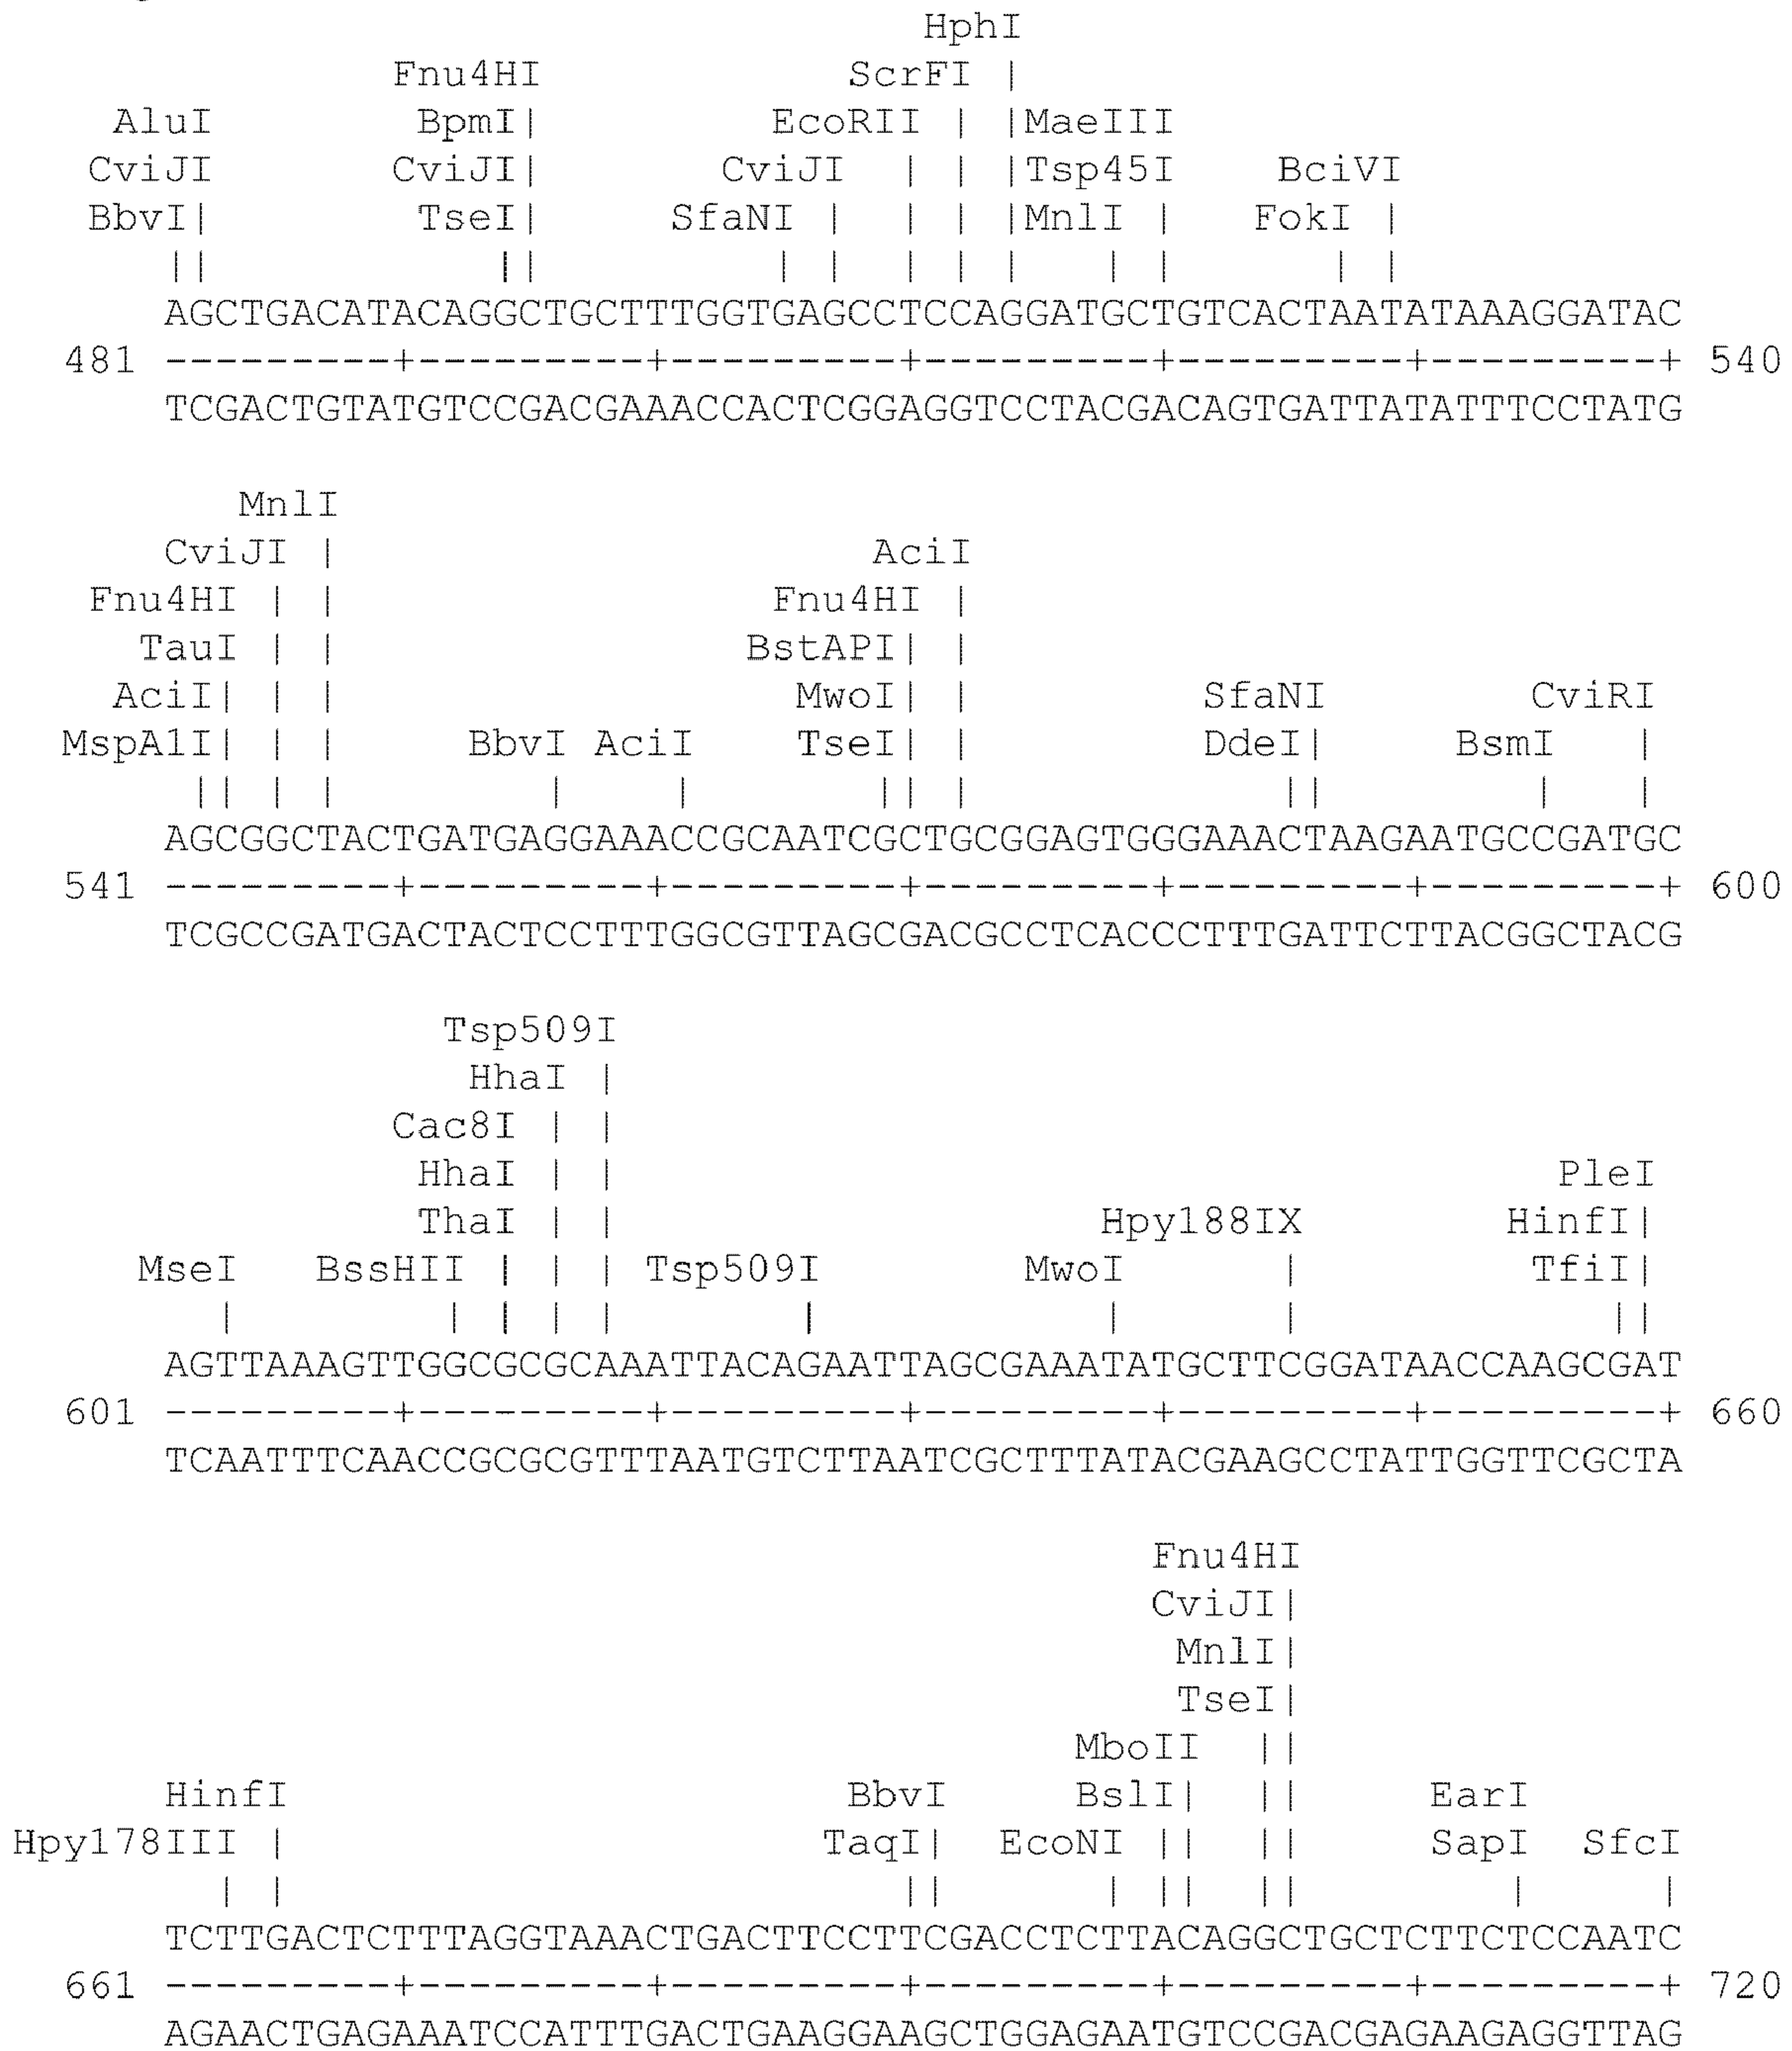 HphI
Fnu4HI ScrFI |
AluI BpmI| EcoRII | |MaeIII
CviJI CviJI| CviJI | | |Tsp45I BciVI
BbvI| TseI| SfaNI | | | |MnlI | FokI |
|| || | | | | | | | | |
AGCTGACATACAGGCTGCTTTGGTGAGCCTCCAGGATGCTGTCACTAATATAAAGGATAC
481 ---------+---------+---------+---------+---------+---------+ 540
TCGACTGTATGTCCGACGAAACCACTCGGAGGTCCTACGACAGTGATTATATTTCCTATG
MnlI
CviJI | AciI
Fnu4HI | | Fnu4HI |
TauI | | BstAPI| |
AciI| | | MwoI| | SfaNI CviRI
MspA1I| | | BbvI AciI TseI| | DdeI| BsmI |
|| | | | | || | || | |
AGCGGCTACTGATGAGGAAACCGCAATCGCTGCGGAGTGGGAAACTAAGAATGCCGATGC
541 ---------+---------+---------+---------+---------+---------+ 600
TCGCCGATGACTACTCCTTTGGCGTTAGCGACGCCTCACCCTTTGATTCTTACGGCTACG
Tsp509I
HhaI |
Cac8I | |
HhaI | | PleI
ThaI | | Hpy188IX HinfI|
MseI BssHII | | | Tsp509I MwoI | TfiI|
| | | | | | | | ||
AGTTAAAGTTGGCGCGCAAATTACAGAATTAGCGAAATATGCTTCGGATAACCAAGCGAT
601 ---------+---------+---------+---------+---------+---------+ 660
TCAATTTCAACCGCGCGTTTAATGTCTTAATCGCTTTATACGAAGCCTATTGGTTCGCTA
Fnu4HI
CviJI|
MnlI|
TseI|
MboII ||
HinfI BbvI BslI| || EarI
Hpy178III | TaqI| EcoNI || || SapI SfcI
| | || | || || | |
TCTTGACTCTTTAGGTAAACTGACTTCCTTCGACCTCTTACAGGCTGCTCTTCTCCAATC
661 ---------+---------+---------+---------+---------+---------+ 720
AGAACTGAGAAATCCATTTGACTGAAGGAAGCTGGAGAATGTCCGACGAGAAGAGGTTAG